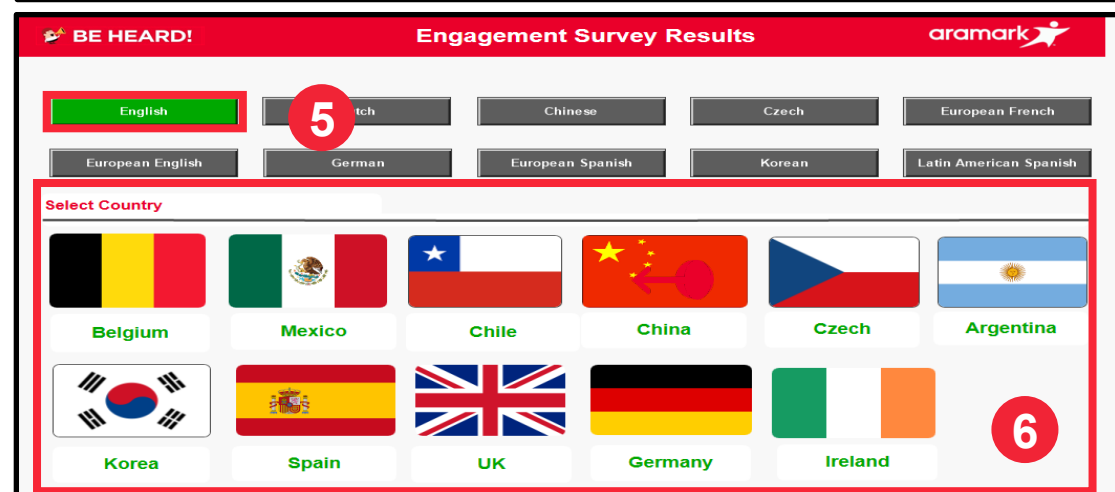 BE HEARD! Engagement Survey Results aramark
English 5 tch Chinese Czech European French
European English German European Spanish Korean Latin American Spanish
Select Country
Belgium Mexico Chile China Czech Argentina
Korea Spain UK Germany Ireland 6